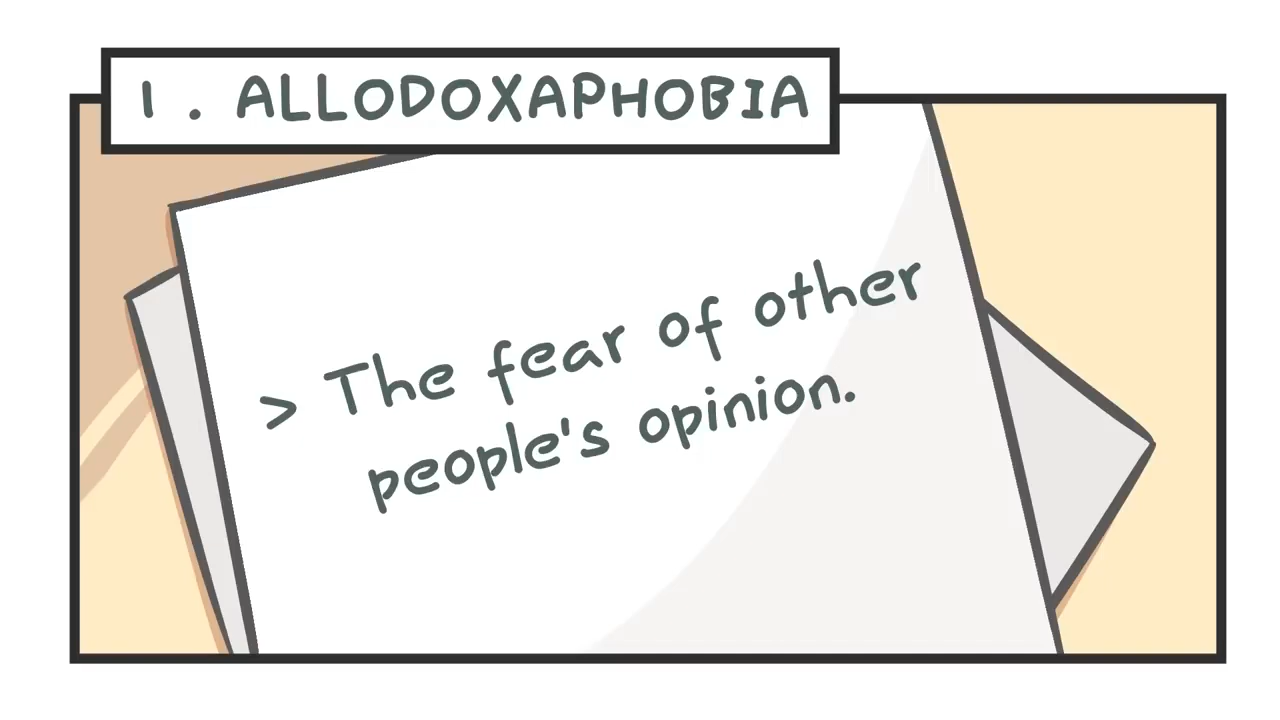 1 . ALLODOXAPHOBIA
> The fear of other
people's opinion.